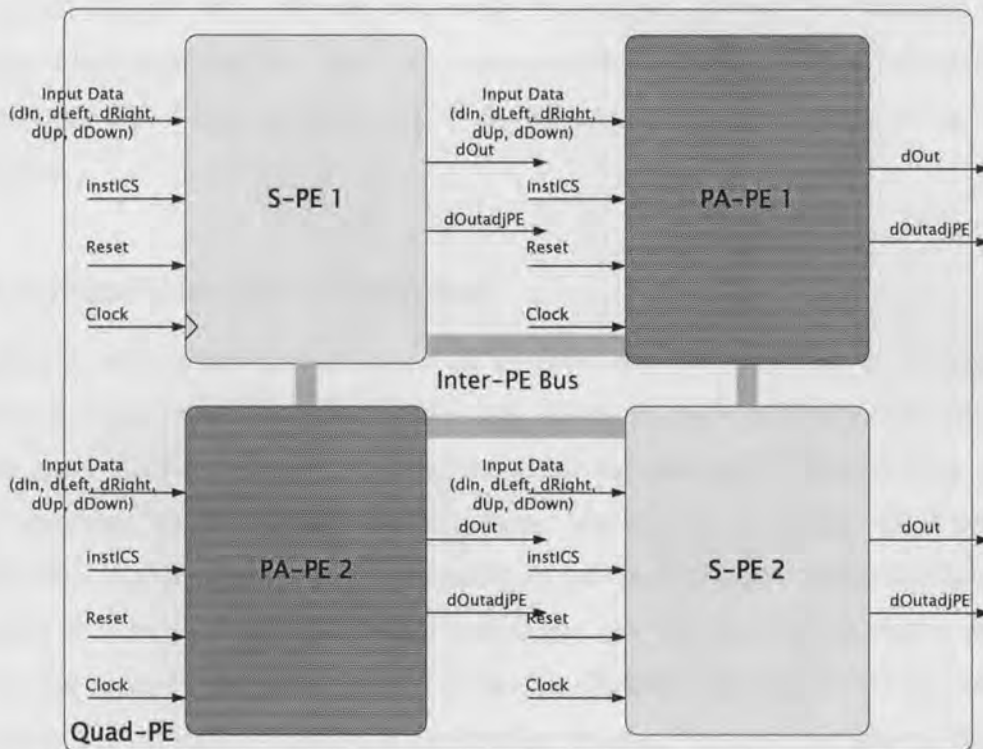 Input Data
(dIn, dLeft, dRight,
dUp, dDown)
instICS
Reset
Clock
S-PE 1
dOut
dOutadjPE
Input Data
(dIn, dLeft, dRight,
dUp, dDown)
instICS
Reset
Clock
PA-PE 1
dOut
dOutadjPE
Inter-PE Bus
Input Data
(dIn, dLeft, dRight,
dUp, dDown)
instICS
Reset
Clock
PA-PE 2
dOut
dOutadjPE
Input Data
(dIn, dLeft, dRight,
dUp, dDown)
instICS
Reset
Clock
S-PE 2
dOut
dOutadjPE
Quad-PE